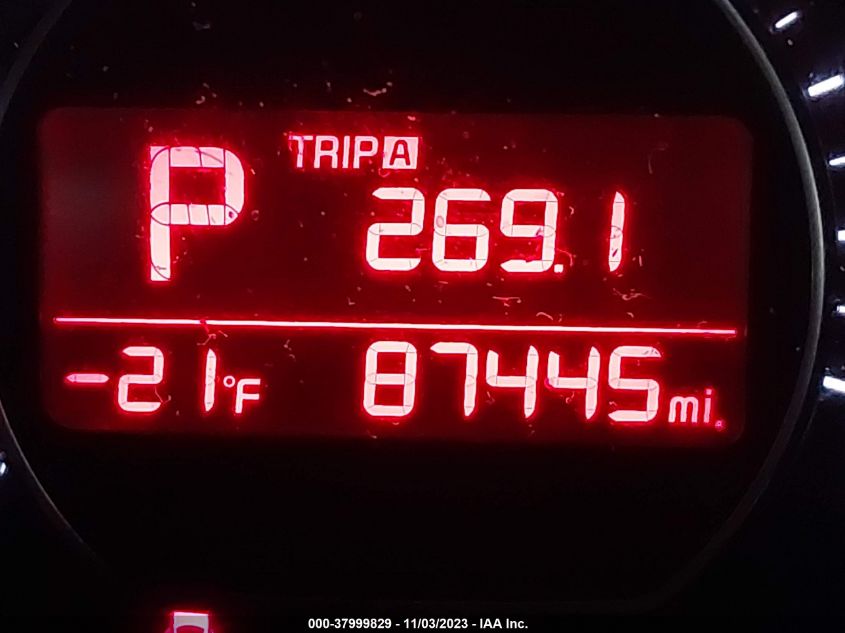 P
TRIP A
269.1
-21°F 87445 mi
000-37999829 - 11/03/2023 - IAA Inc.